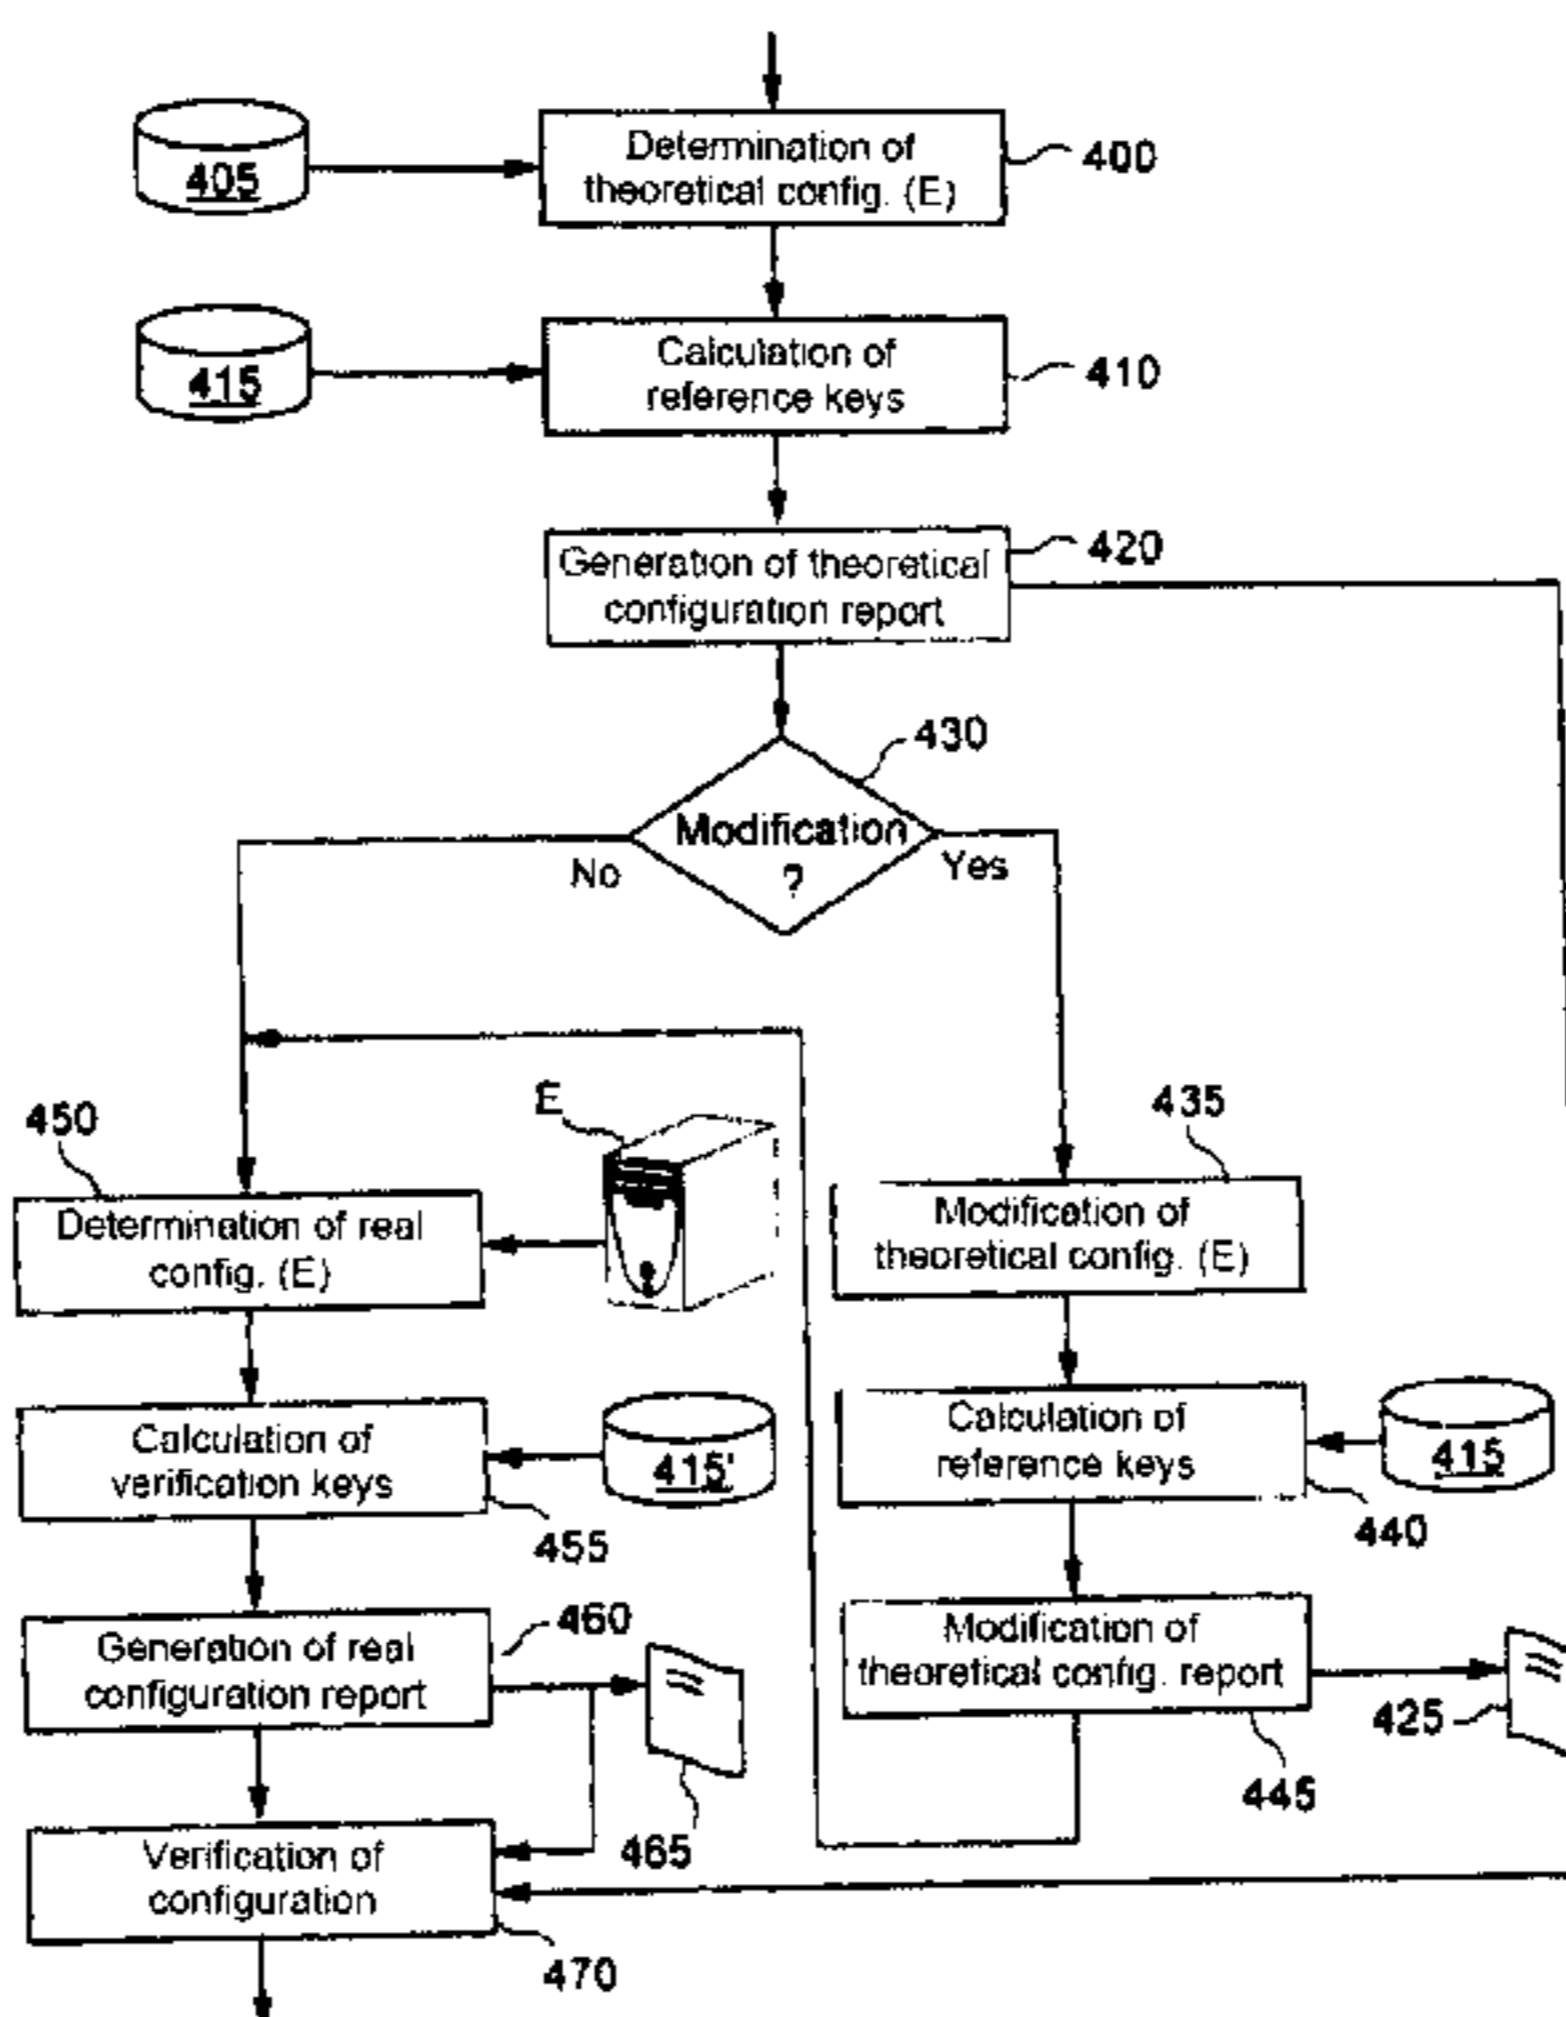 405
Determination of
theoretical config. (E)
400
415
Calculation of
reference keys
410
Generation of theoretical
configuration report
420
430
Modification
?
No
Yes
E
450
435
Determination of real
config. (E)
Modification of
theoretical config. (E)
Calculation of
verification keys
415'
455
Calculation of
reference keys
415
440
Generation of real
configuration report
460
465
Modification of
theoretical config. report
425
445
Verification of
configuration
470